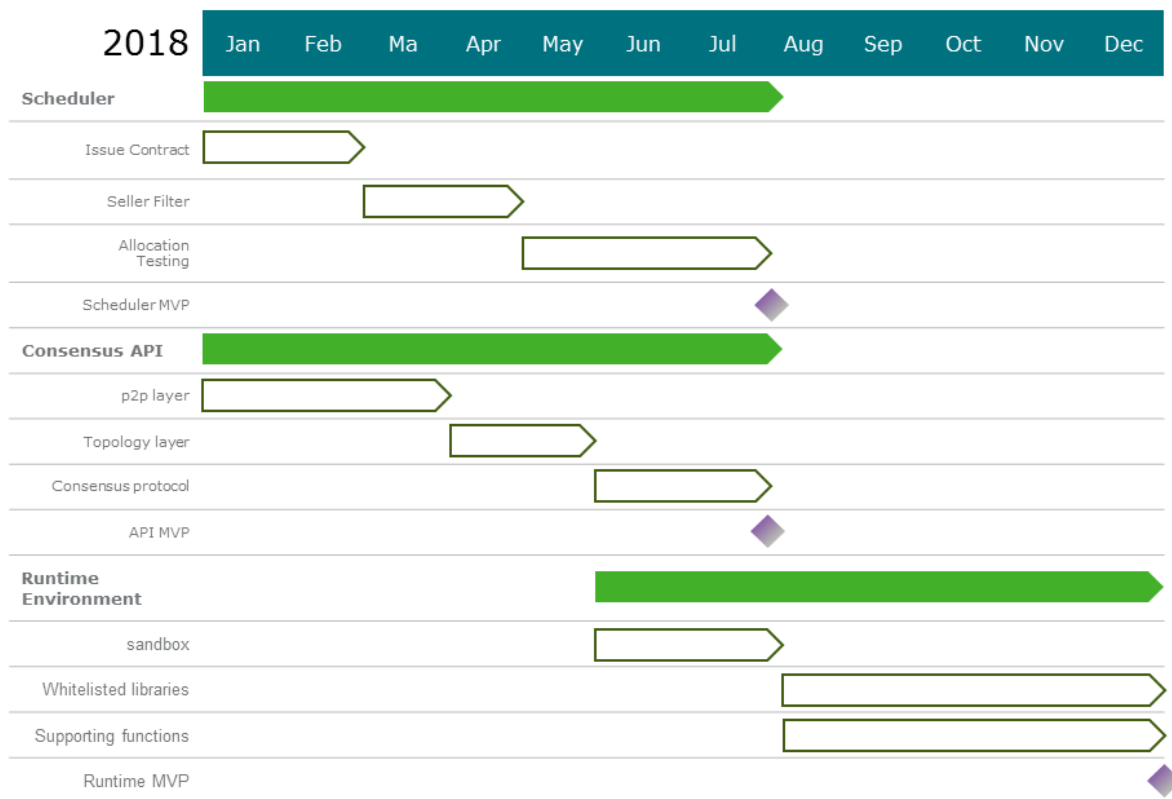 2018 Jan Feb Ma Apr May Jun Jul Aug Sep Oct Nov Dec
Scheduler
Issue Contract
Seller Filter
Allocation
Testing
Scheduler MVP
Consensus API
p2p layer
Topology layer
Consensus protocol
API MVP
Runtime
Environment
sandbox
Whitelisted libraries
Supporting functions
Runtime MVP